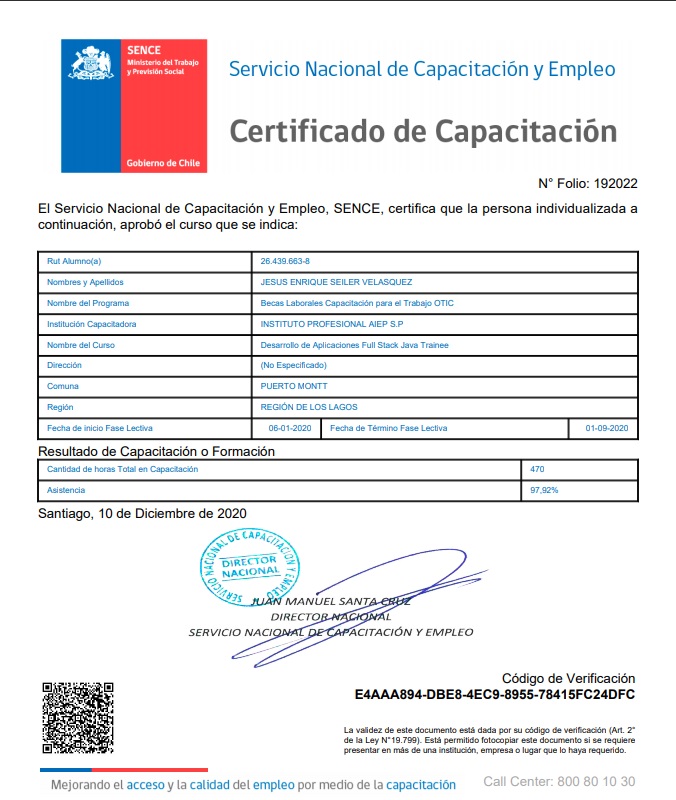 SENCE
Ministerio del Trabajo
y Previsión Social
Gobierno de Chile
Servicio Nacional de Capacitación y Empleo
Certificado de Capacitación
N° Folio: 192022
El Servicio Nacional de Capacitación y Empleo, SENCE, certifica que la persona individualizada a
continuación, aprobó el curso que se indica:
Rut Alumno(a) 26.439.663-8
Nombres y Apellidos JESUS ENRIQUE SEILER VELASQUEZ
Nombre del Programa Becas Laborales Capacitación para el Trabajo OTIC
Institución Capacitadora INSTITUTO PROFESIONAL AIEP S.P
Nombre del Curso Desarrollo de Aplicaciones Full Stack Java Trainee
Dirección (No Especificado)
Comuna PUERTO MONTT
Región REGIÓN DE LOS LAGOS
Fecha de inicio Fase Lectiva 06-01-2020 Fecha de Término Fase Lectiva 01-09-2020
Resultado de Capacitación o Formación
Cantidad de horas Total en Capacitación 470
Asistencia 97,92%
Santiago, 10 de Diciembre de 2020
SERVICIO NACIONAL DE CAPACITACION Y EMPLEO
DIRECTOR
NACIONAL
SENCE
JUAN MANUEL SANTA CRUZ
DIRECTOR NACIONAL
SERVICIO NACIONAL DE CAPACITACIÓN Y EMPLEO
Código de Verificación
E4AAA894-DBE8-4EC9-8955-78415FC24DFC
La validez de este documento está dada por su código de verificación (Art. 2°
de la Ley N°19.799). Está permitido fotocopiar este documento si se requiere
presentar en más de una institución, empresa o lugar que lo haya requerido.
Mejorando el acceso y la calidad del empleo por medio de la capacitación
Call Center: 800 80 10 30